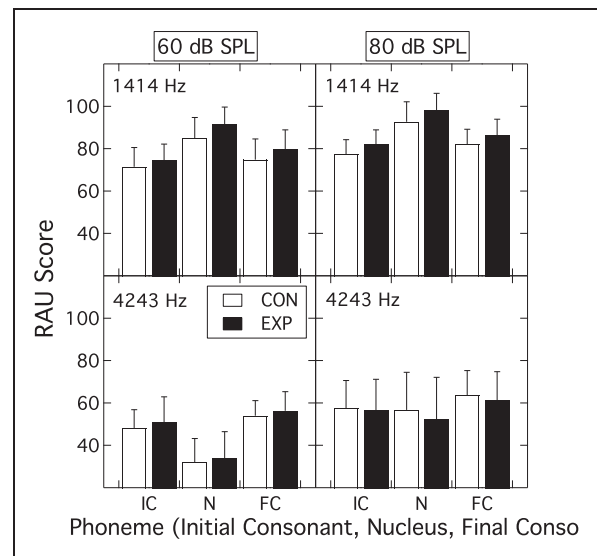 60 dB SPL
80 dB SPL
1414 Hz
1414 Hz
100
80
60
40
RAU Score
4243 Hz
CON
EXP
4243 Hz
100
80
60
40
IC N FC IC N FC
Phoneme (Initial Consonant, Nucleus, Final Conso